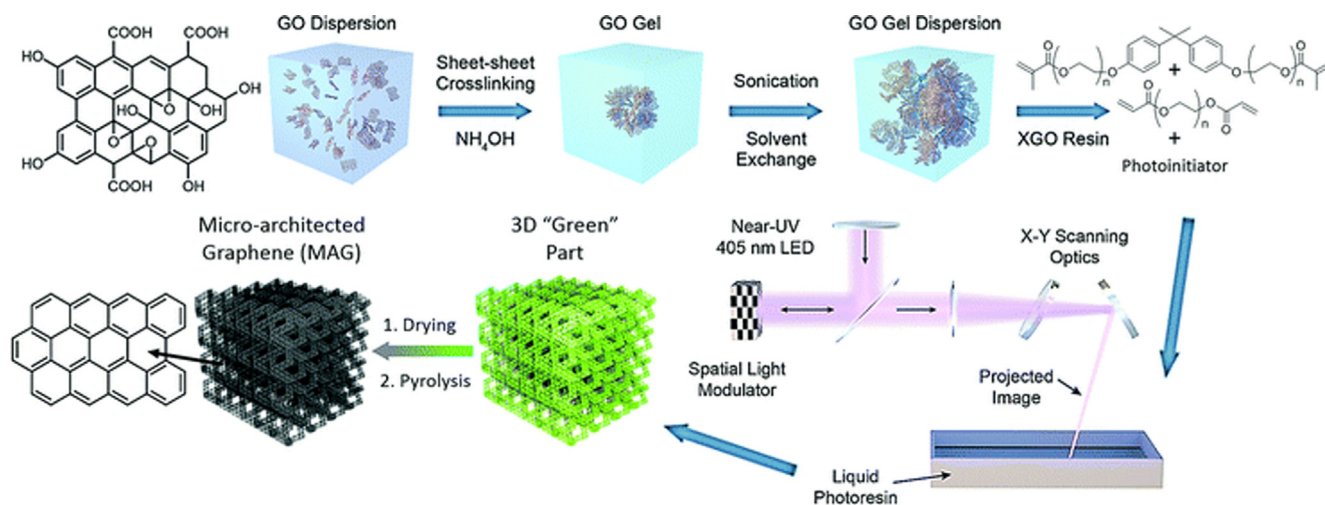 GO Dispersion
GO Gel
GO Gel Dispersion
COOH
COOH
HO
OH
HO
O
OH
O
O
HO
OH
COOH
COOH
Sheet-sheet
Crosslinking
NH₄OH
Sonication
Solvent
Exchange
XGO Resin
O
O
n
O
+
O
O
n
O
O
O
n
O
O
+
Photoinitiator
Micro-architected
Graphene (MAG)
3D “Green”
Part
1. Drying
2. Pyrolysis
Near-UV
405 nm LED
X-Y Scanning
Optics
Spatial Light
Modulator
Projected
Image
Liquid
Photoresin